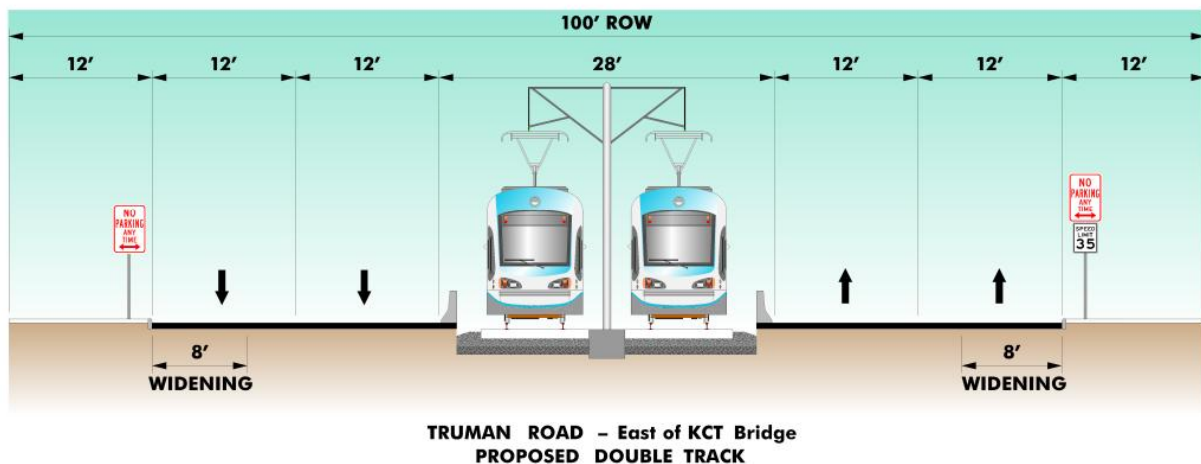 100' ROW
12' 12' 12' 28' 12' 12' 12'
NO
PARKING
ANY
TIME
NO
PARKING
ANY
TIME
SPEED
LIMIT
35
8' 8'
WIDENING WIDENING
TRUMAN ROAD – East of KCT Bridge
PROPOSED DOUBLE TRACK